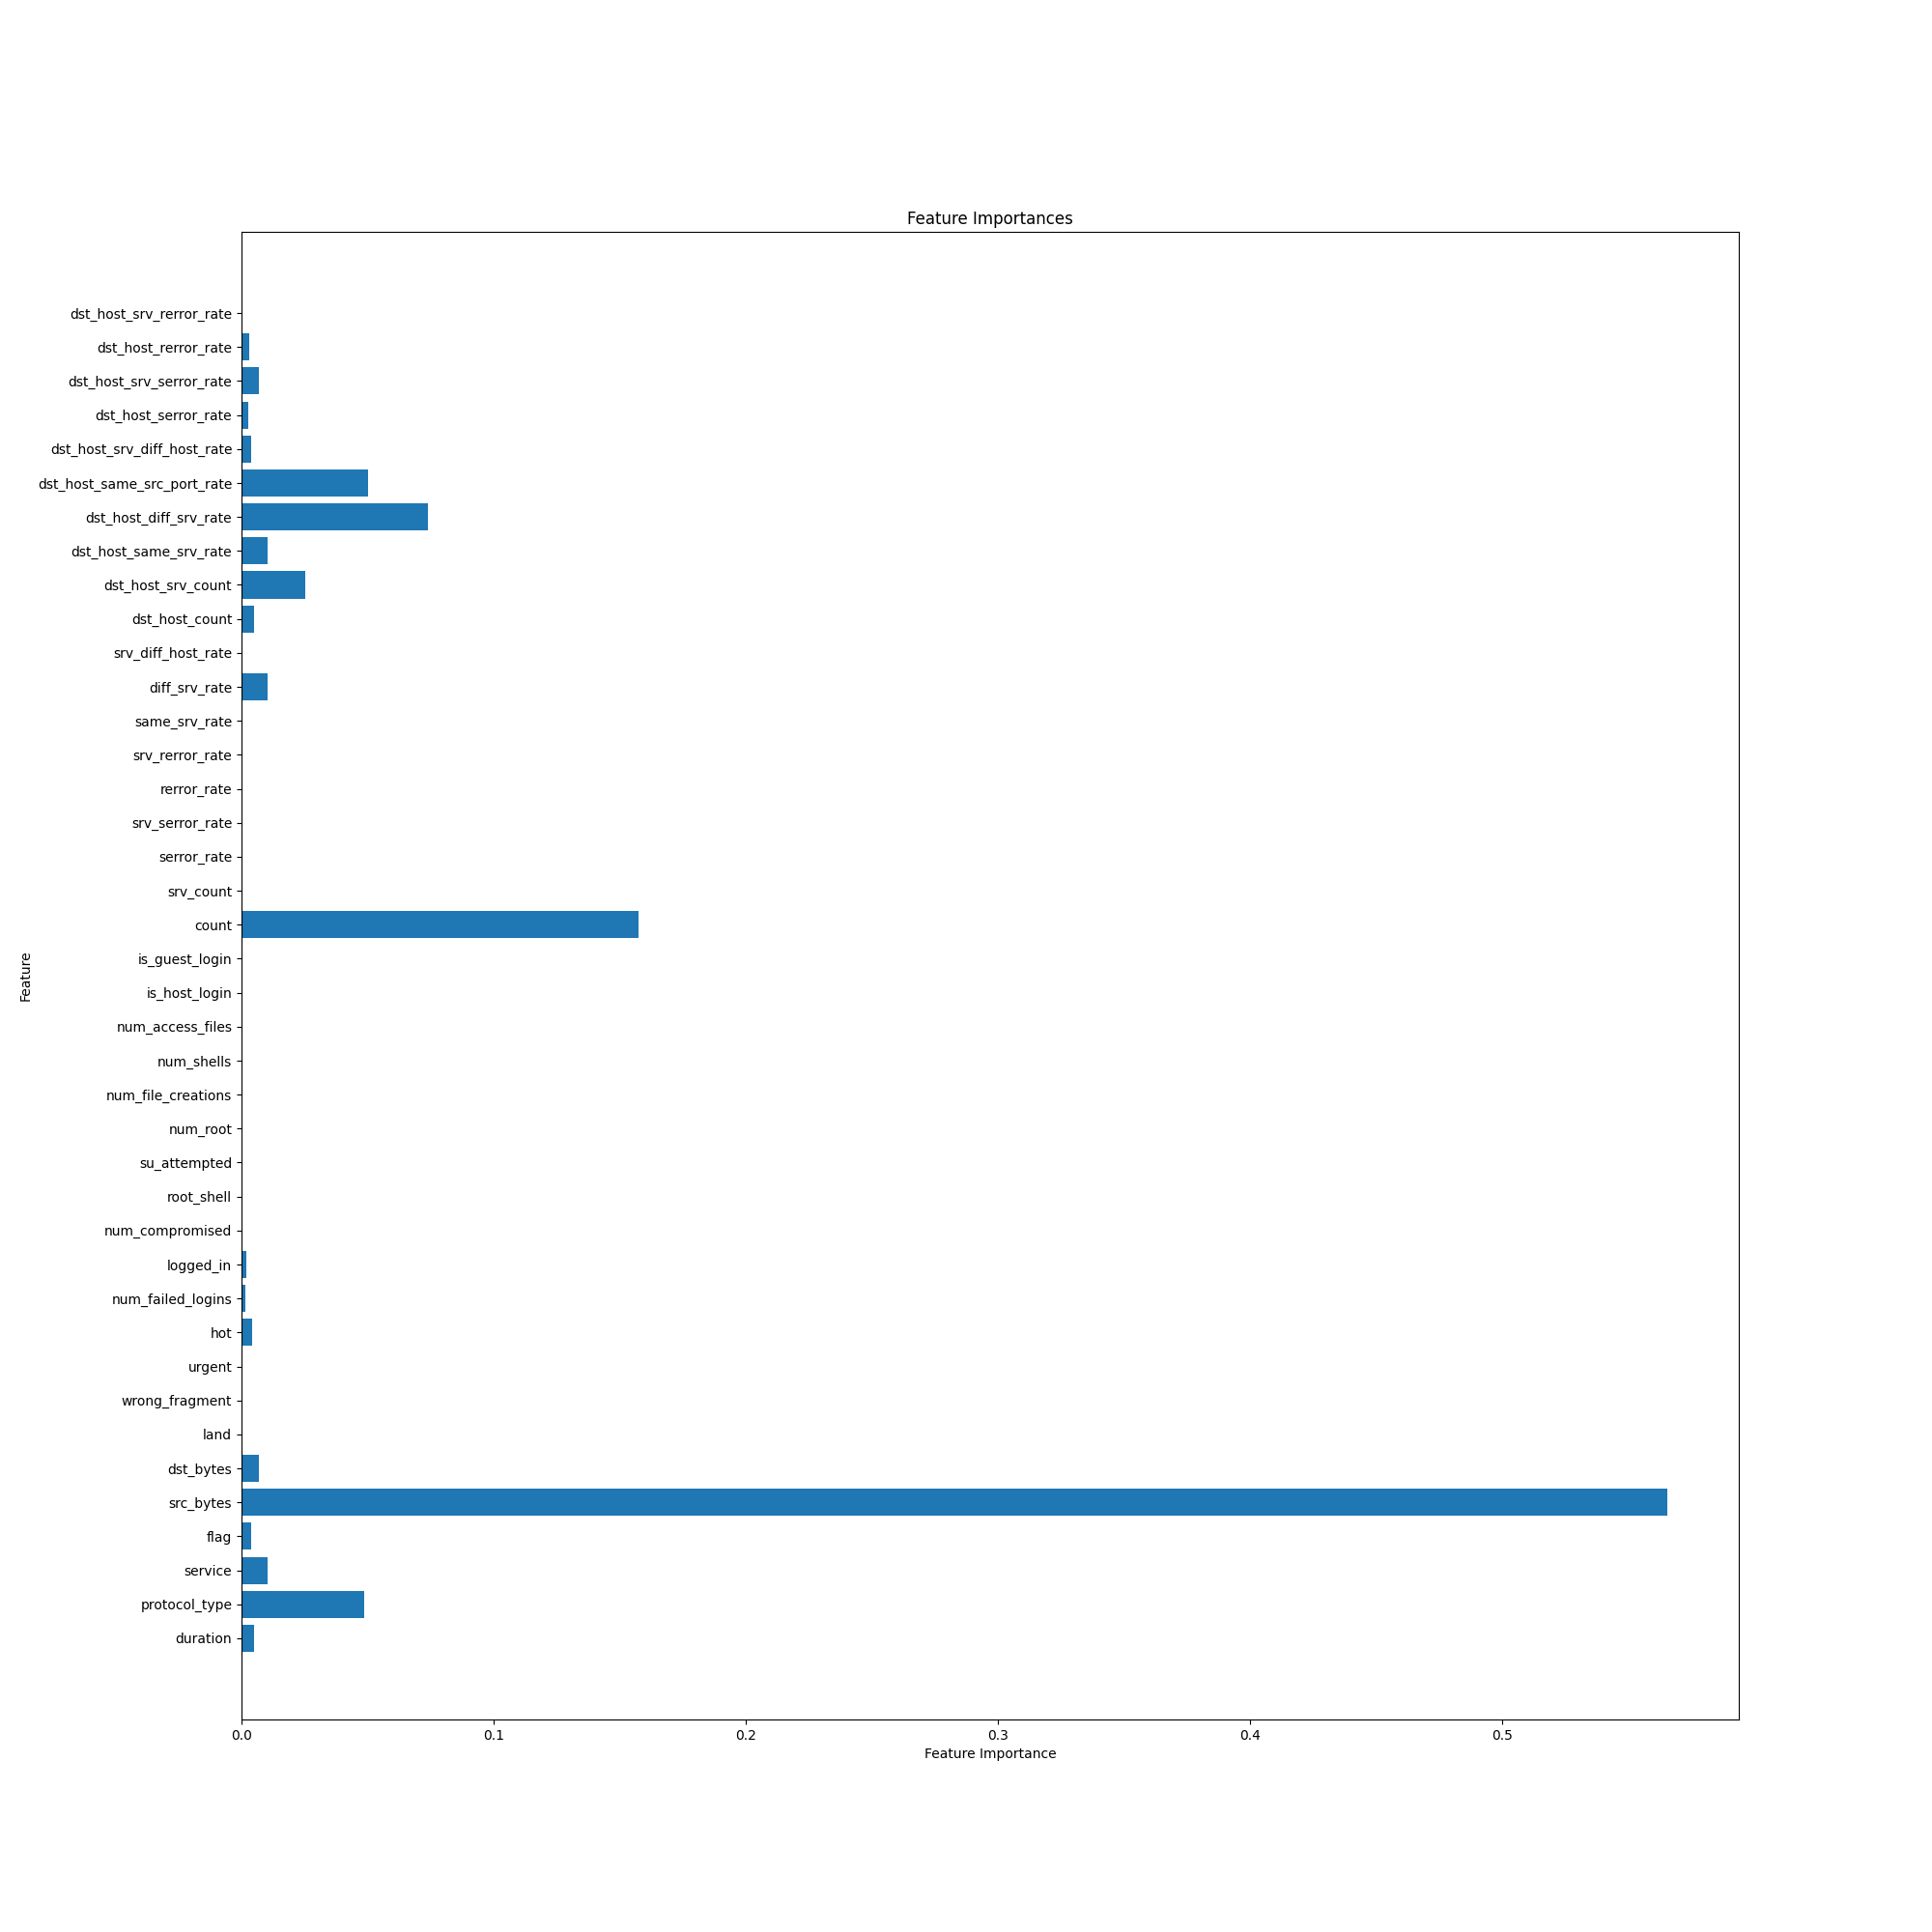 Feature Importances
dst_host_srv_rerror_rate
dst_host_rerror_rate
dst_host_srv_serror_rate
dst_host_serror_rate
dst_host_srv_diff_host_rate
dst_host_same_src_port_rate
dst_host_diff_srv_rate
dst_host_same_srv_rate
dst_host_srv_count
dst_host_count
srv_diff_host_rate
diff_srv_rate
same_srv_rate
srv_rerror_rate
rerror_rate
srv_serror_rate
serror_rate
srv_count
count
is_guest_login
is_host_login
num_access_files
num_shells
num_file_creations
num_root
su_attempted
root_shell
num_compromised
logged_in
num_failed_logins
hot
urgent
wrong_fragment
land
dst_bytes
src_bytes
flag
service
protocol_type
duration
Feature
0.0 0.1 0.2 0.3 0.4 0.5
Feature Importance